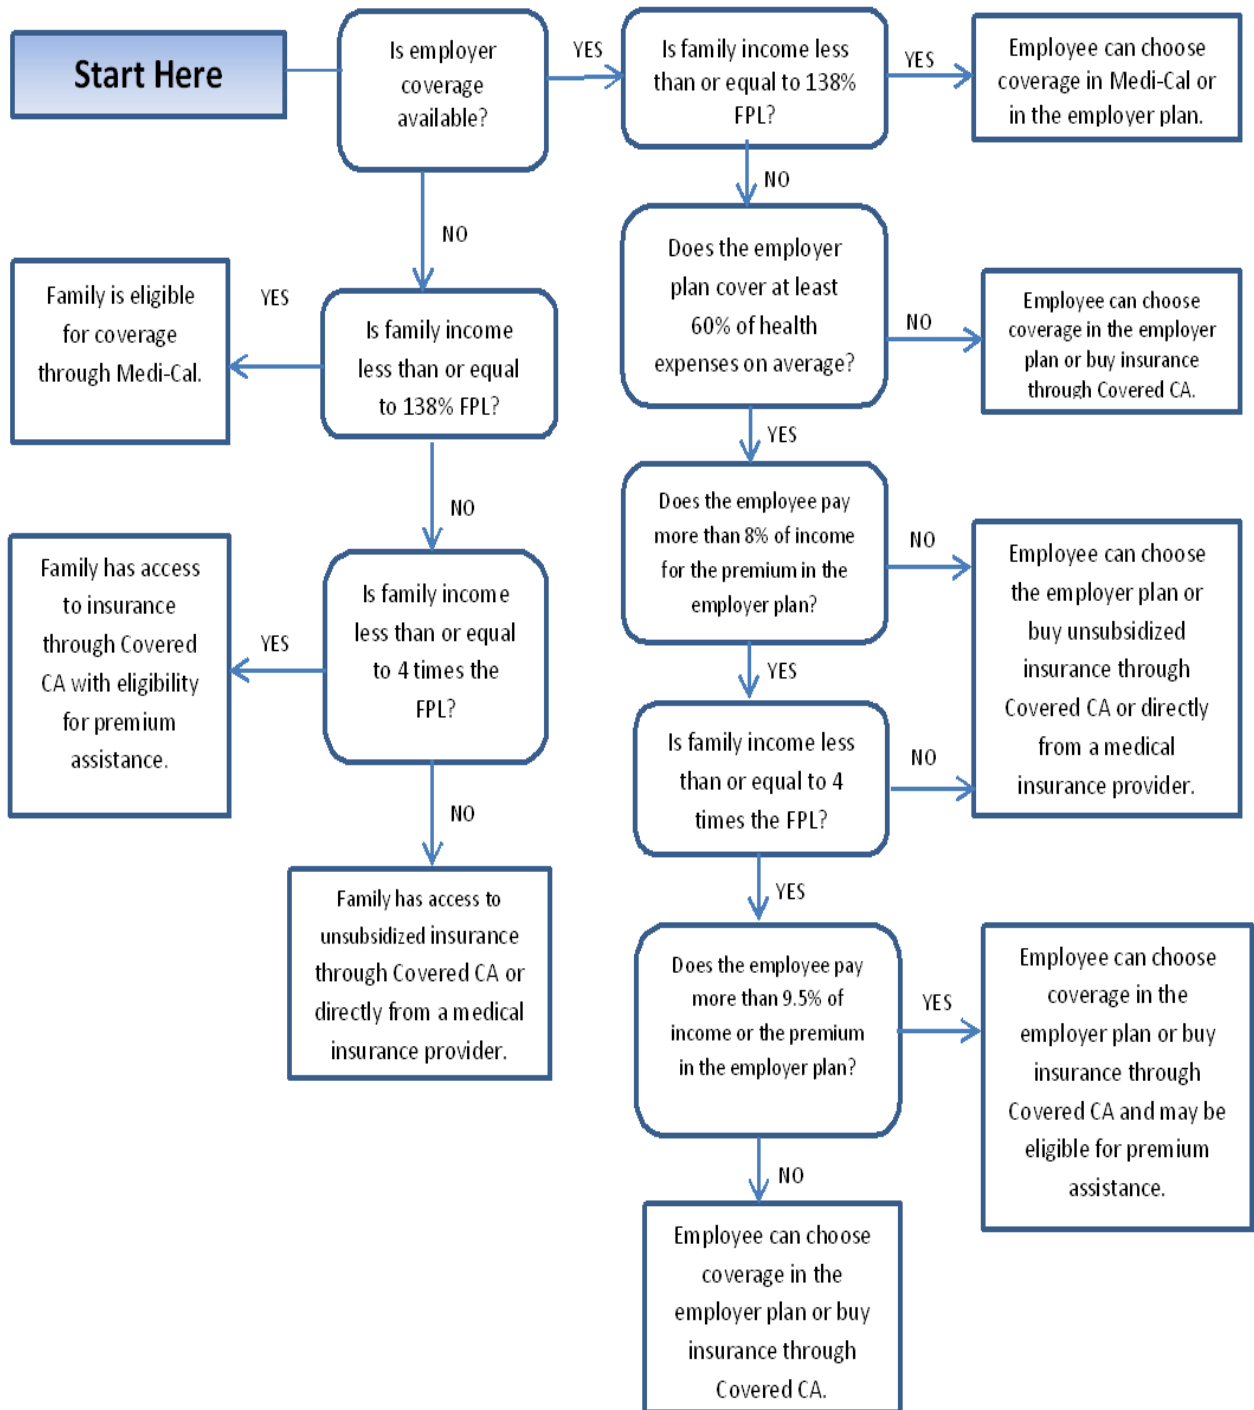 Start Here
Is employer
coverage
available?
YES
Is family income less
than or equal to 138%
FPL?
YES
Employee can choose
coverage in Medi-Cal or
in the employer plan.
NO
NO
Does the employer
plan cover at least
60% of health
expenses on average?
NO
Employee can choose
coverage in the employer
plan or buy insurance
through Covered CA.
Family is eligible
for coverage
through Medi-Cal.
YES
Is family income
less than or equal
to 138% FPL?
YES
NO
Does the employee pay
more than 8% of income
for the premium in the
employer plan?
NO
Employee can choose
the employer plan or
buy unsubsidized
insurance through
Covered CA or directly
from a medical
insurance provider.
Family has access
to insurance
through Covered
CA with eligibility
for premium
assistance.
YES
Is family income
less than or equal
to 4 times the
FPL?
YES
Is family income less
than or equal to 4
times the FPL?
NO
NO
Family has access to
unsubsidized insurance
through Covered CA or
directly from a medical
insurance provider.
YES
Does the employee pay
more than 9.5% of
income or the premium
in the employer plan?
YES
Employee can choose
coverage in the
employer plan or buy
insurance through
Covered CA and may be
eligible for premium
assistance.
NO
Employee can choose
coverage in the
employer plan or buy
insurance through
Covered CA.